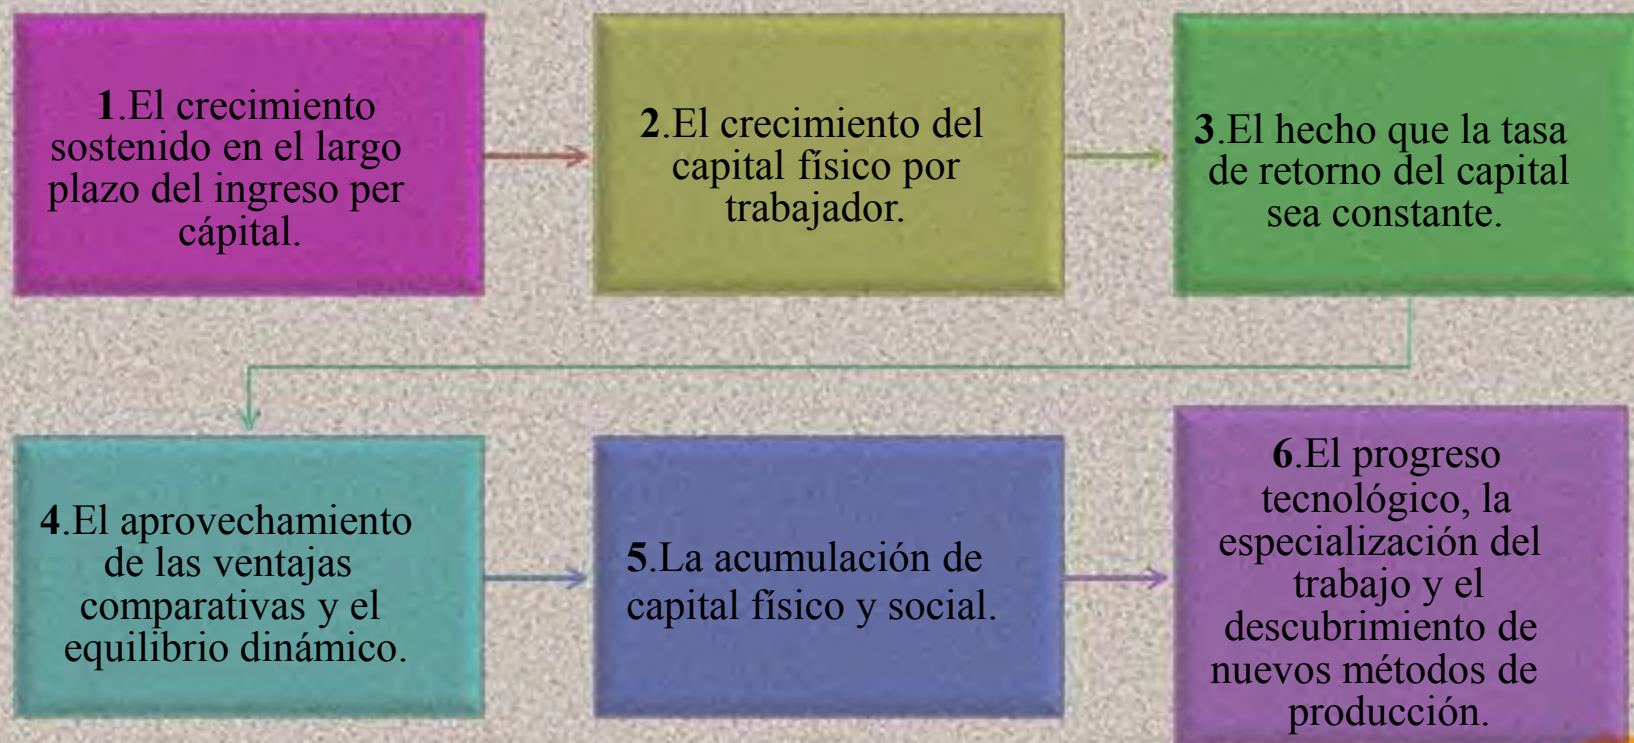 1.El crecimiento
sostenido en el largo
plazo del ingreso per
cápital.
2.El crecimiento del
capital físico por
trabajador.
3.El hecho que la tasa
de retorno del capital
sea constante.
4.El aprovechamiento
de las ventajas
comparativas y el
equilibrio dinámico.
5.La acumulación de
capital físico y social.
6.El progreso
tecnológico, la
especialización del
trabajo y el
descubrimiento de
nuevos métodos de
producción.